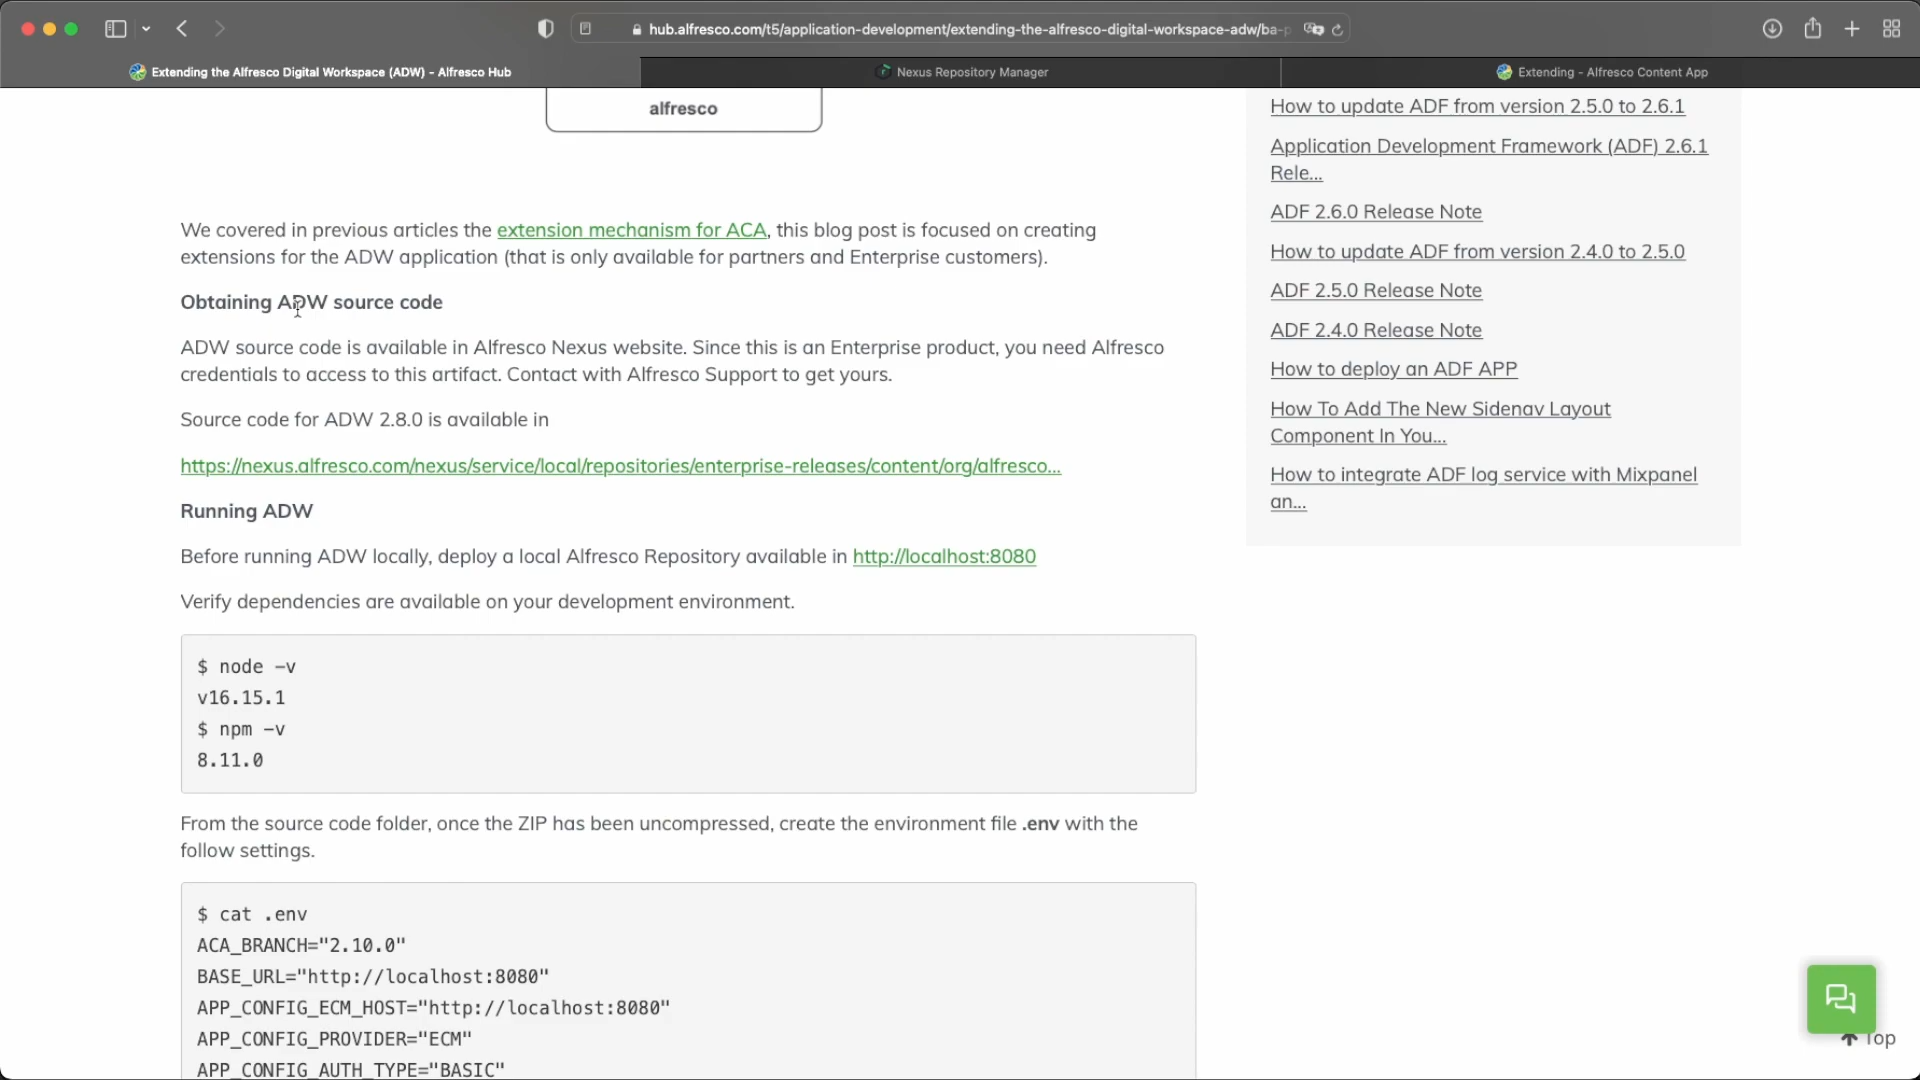 hub.alfresco.com/t5/application-development/extending-the-alfresco-digital-workspace-adw/ba-p
Extending the Alfresco Digital Workspace (ADW) - Alfresco Hub
Nexus Repository Manager
Extending - Alfresco Content App
alfresco
We covered in previous articles the extension mechanism for ACA, this blog post is focused on creating
extensions for the ADW application (that is only available for partners and Enterprise customers).
Obtaining ADW source code
ADW source code is available in Alfresco Nexus website. Since this is an Enterprise product, you need Alfresco
credentials to access to this artifact. Contact with Alfresco Support to get yours.
Source code for ADW 2.8.0 is available in
https://nexus.alfresco.com/nexus/service/local/repositories/enterprise-releases/content/org/alfresco...
Running ADW
Before running ADW locally, deploy a local Alfresco Repository available in http://localhost:8080
Verify dependencies are available on your development environment.
$ node -v
v16.15.1
$ npm -v
8.11.0
From the source code folder, once the ZIP has been uncompressed, create the environment file .env with the
follow settings.
$ cat .env
ACA_BRANCH="2.10.0"
BASE_URL="http://localhost:8080"
APP_CONFIG_ECM_HOST="http://localhost:8080"
APP_CONFIG_PROVIDER="ECM"
APP_CONFIG_AUTH_TYPE="BASIC"
How to update ADF from version 2.5.0 to 2.6.1
Application Development Framework (ADF) 2.6.1
Rele...
ADF 2.6.0 Release Note
How to update ADF from version 2.4.0 to 2.5.0
ADF 2.5.0 Release Note
ADF 2.4.0 Release Note
How to deploy an ADF APP
How To Add The New Sidenav Layout
Component In You...
How to integrate ADF log service with Mixpanel
an...
Top